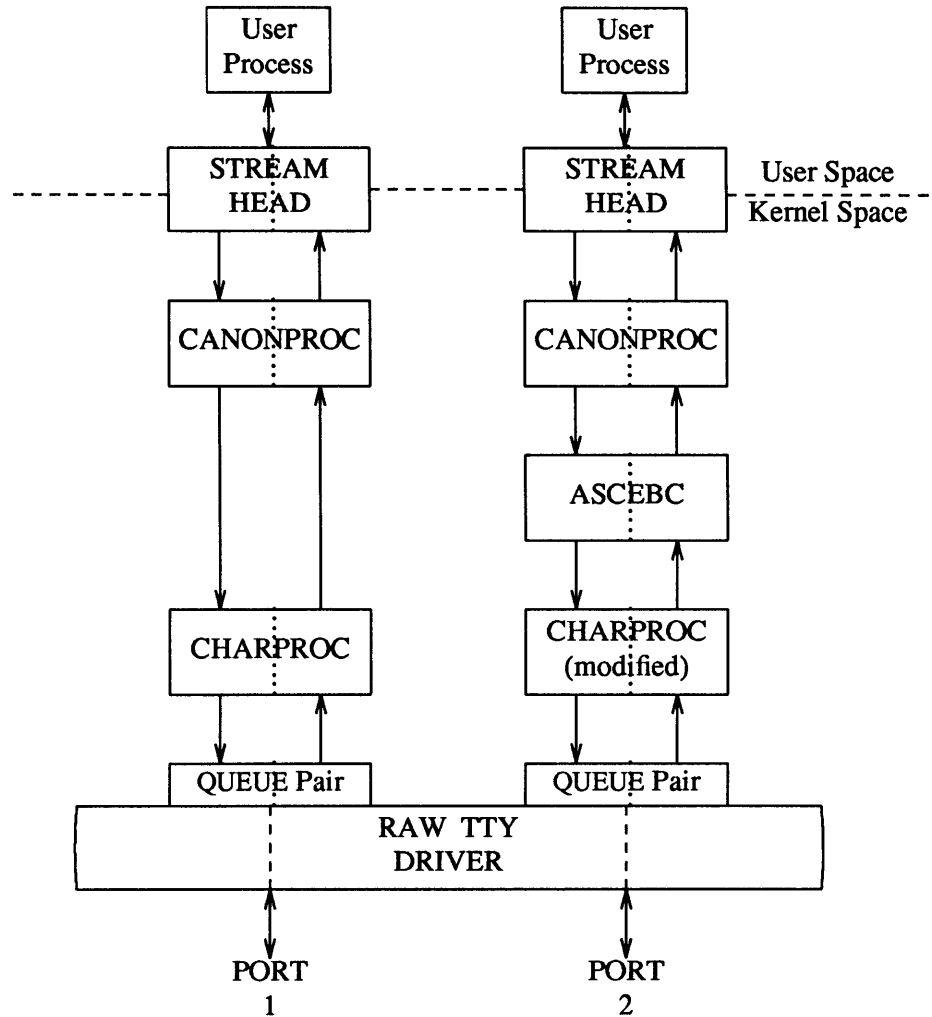 User
Process
User
Process
STREAM
HEAD
STREAM
HEAD
User Space
Kernel Space
CANONPROC
CANONPROC
ASCEBC
CHARPROC
CHARPROC
(modified)
QUEUE Pair
QUEUE Pair
RAW TTY
DRIVER
PORT
1
PORT
2